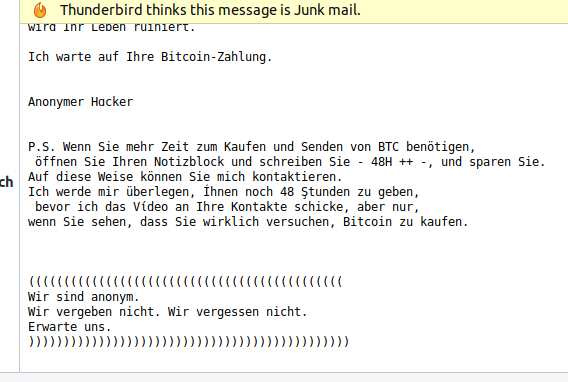 Thunderbird thinks this message is Junk mail.
wird Ihr Leben ruiniert.
Ich warte auf Ihre Bitcoin-Zahlung.
Anonymer Hɑcker
P.S. Wenn Sie mehr Zeit zum Kaufen und Senden von BTC benötigen,
öffnen Sie Ihren Notizblock und schreiben Sie - 48H ++ -, und sparen Sie.
Auf diese Weise können Sie mich kontaktieren.
ch
Ich werde mir überlegen, Íhnen noch 48 Ştunden zu geben,
bevor ich das Vídeo an Ihre Kontakte schicke, aber nur,
wenn Sie sehen, dass Sie wirklich versuchen, Bitcoin zu kaufen.
(((((((((((((((((((((((((((((((((((((((((((((
Wir sind anonym.
Wir vergeben nicht. Wir vergessen nicht.
Erwarte uns.
))))))))))))))))))))))))))))))))))))))))))))))